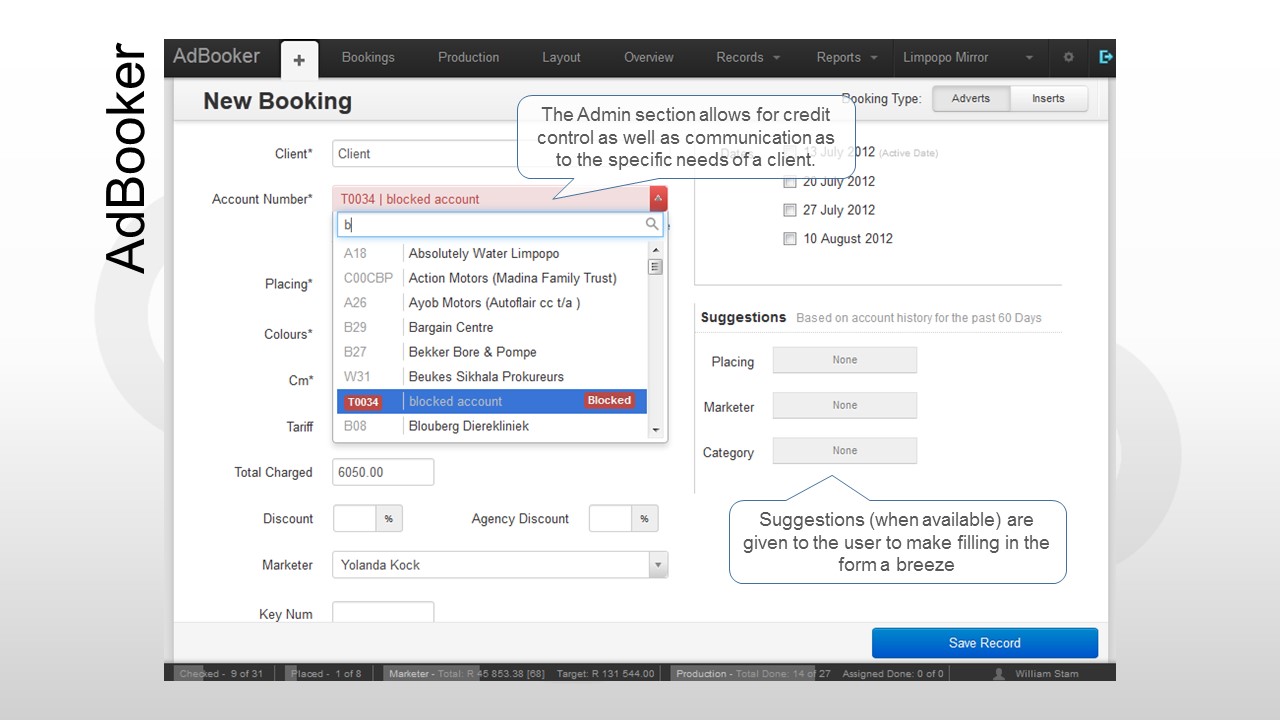 AdBooker
AdBooker + Bookings Production Layout Overview Records Reports Limpopo Mirror
New Booking
Booking Type: Adverts Inserts
The Admin section allows for credit
control as well as communication as
to the specific needs of a client.
Client* Client
Account Number* T0034 | blocked account
b
A18 Absolutely Water Limpopo
C00CBP Action Motors (Madina Family Trust)
A26 Ayob Motors (Autoflair cc t/a )
B29 Bargain Centre
B27 Bekker Bore & Pompe
W31 Beukes Sikhala Prokureurs
T0034 blocked account Blocked
B08 Blouberg Dierekliniek
Placing*
Colours*
Cm*
Tariff
Total Charged 6050.00
Discount % Agency Discount %
Marketer Yolanda Kock
Key Num
13 July 2012 (Active Date)
20 July 2012
27 July 2012
10 August 2012
Suggestions Based on account history for the past 60 Days
Placing None
Marketer None
Category None
Suggestions (when available) are
given to the user to make filling in the
form a breeze
Save Record
Checked - 9 of 31 Placed - 1 of 8 Marketer - Total: R 45 853.38 [68] Target: R 131 544.00 Production - Total Done: 14 of 27 Assigned Done: 0 of 0 William Stam